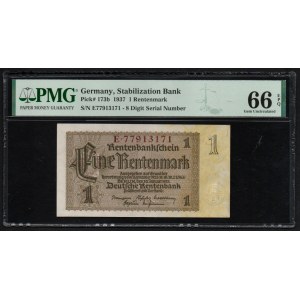 PMG
PAPER MONEY GUARANTY
Germany, Stabilization Bank
Pick# 173b 1937 1 Rentenmark
S/N E77913171 - 8 Digit Serial Number
66 EPQ
Gem Uncirculated
E·77913171
Rentenbankschein
Eine Rentenmark
1
Deutsche Rentenbank
1
1